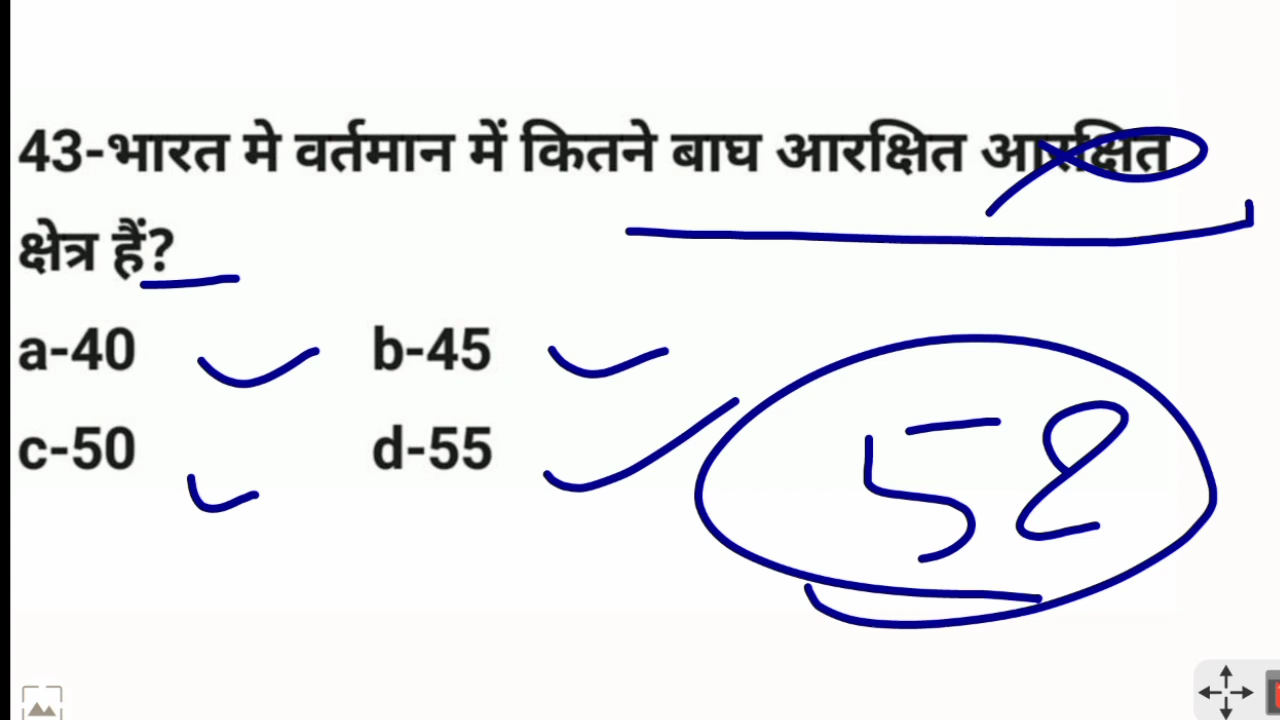 43-भारत मे वर्तमान में कितने बाघ आरक्षित आरक्षित
क्षेत्र हैं?
a-40 b-45
c-50 d-55
58